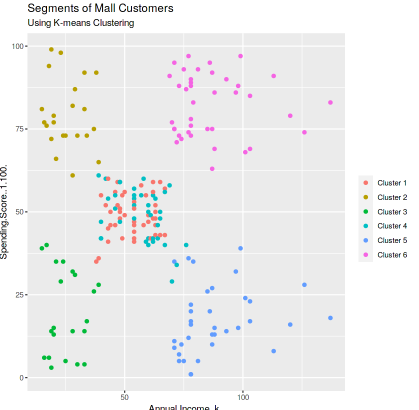 Segments of Mall Customers
Using K-means Clustering
Spending.Score..1.100.
100
75
50
25
0
50
100
Annual.Income..k..
Cluster 1
Cluster 2
Cluster 3
Cluster 4
Cluster 5
Cluster 6